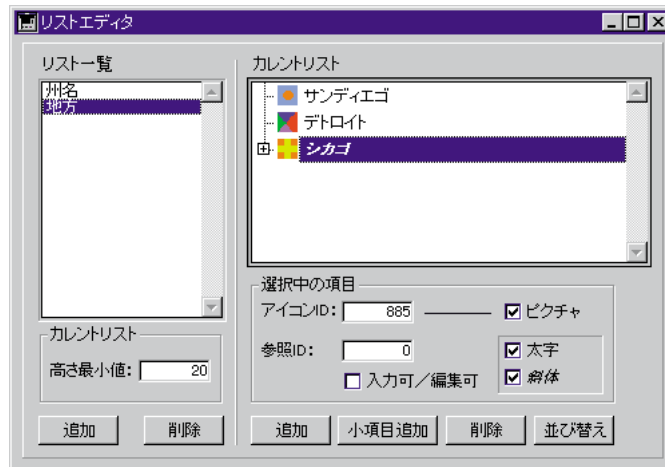 リストエディタ
リスト一覧
州名
地方
カレントリスト
高さ最小値:
20
追加
削除
カレントリスト
サンディエゴ
デトロイト
シカゴ
選択中の項目
アイコンID:
885
ピクチャ
参照ID:
0
太字
入力可／編集可
斜体
追加
小項目追加
削除
並び替え